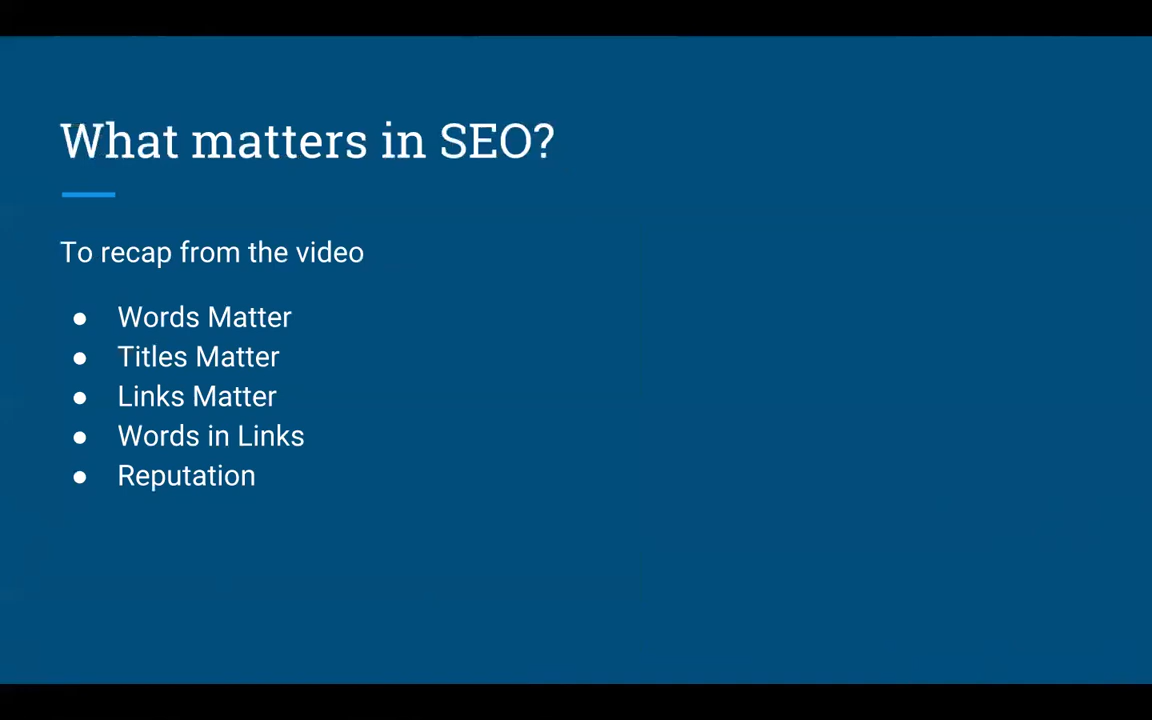 What matters in SEO?
To recap from the video
● Words Matter
● Titles Matter
● Links Matter
● Words in Links
● Reputation